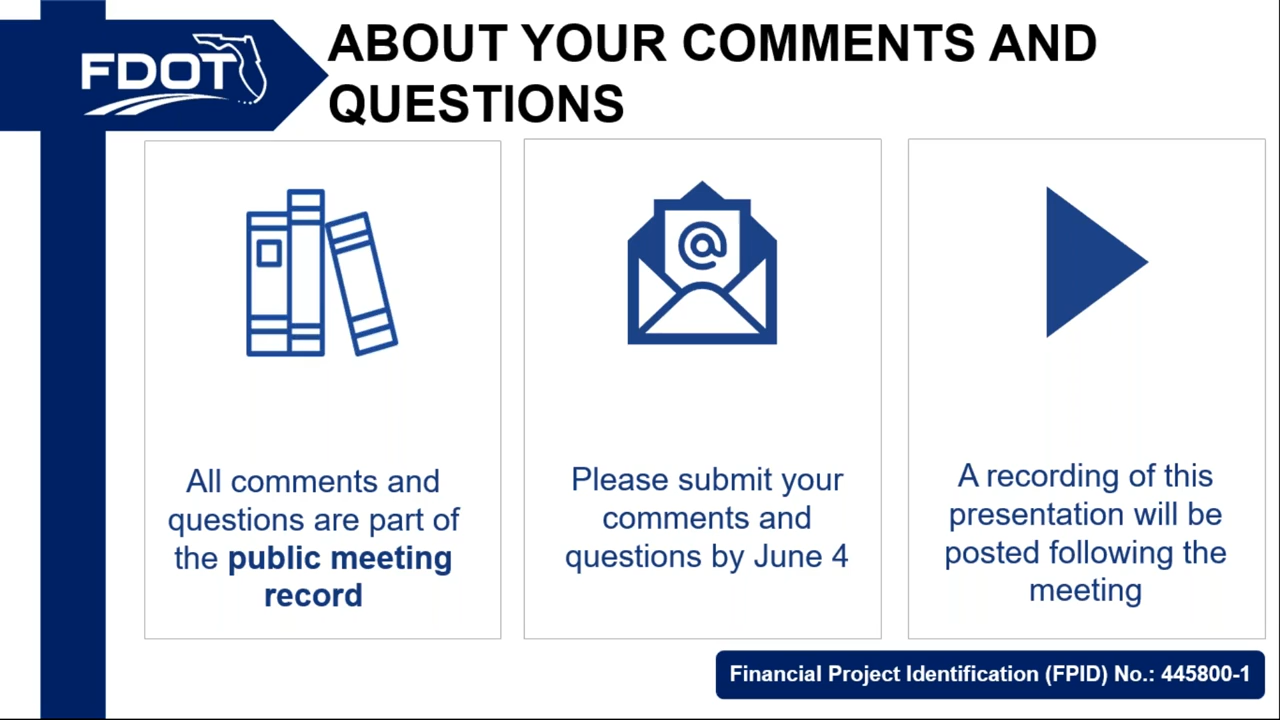 FDOT
ABOUT YOUR COMMENTS AND
QUESTIONS
@
All comments and
questions are part of
the public meeting
record
Please submit your
comments and
questions by June 4
A recording of this
presentation will be
posted following the
meeting
Financial Project Identification (FPID) No.: 445800-1